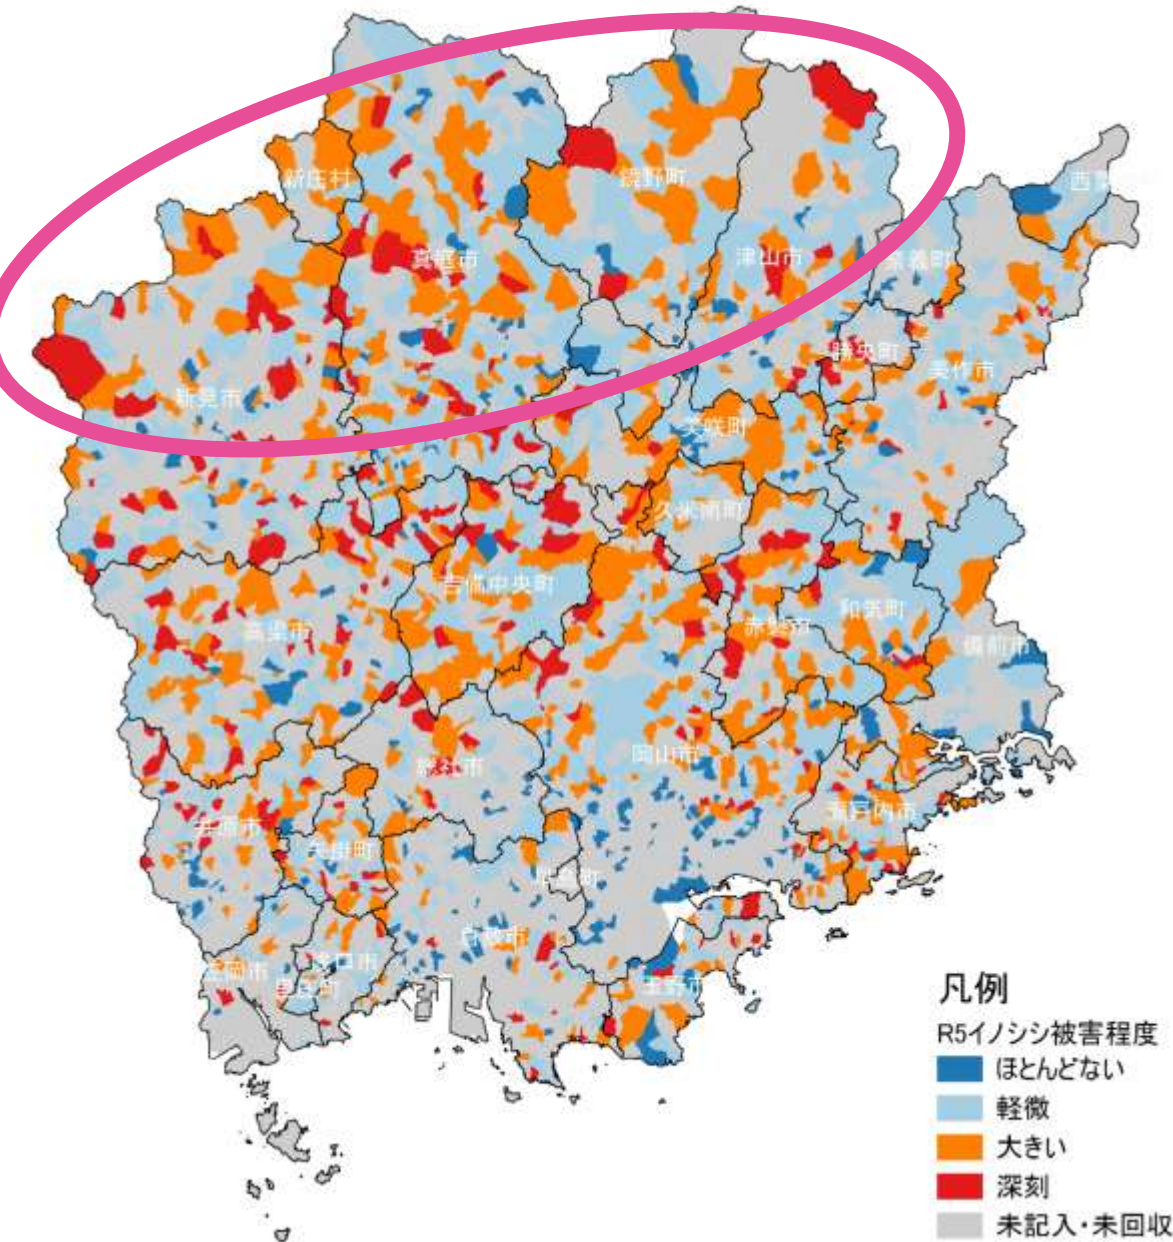 新庄村
鏡野町
西粟
真庭市
津山市
奈義町
新見市
勝央町
美作市
美咲町
久米南町
吉備中央町
高梁市
和気町
赤磐市
備前市
岡山市
総社市
瀬戸内市
井原市
矢掛町
早島町
倉敷市
浅口市
笠岡市
里庄町
玉野市
凡例
R5イノシシ被害程度
ほとんどない
軽微
大きい
深刻
未記入・未回収